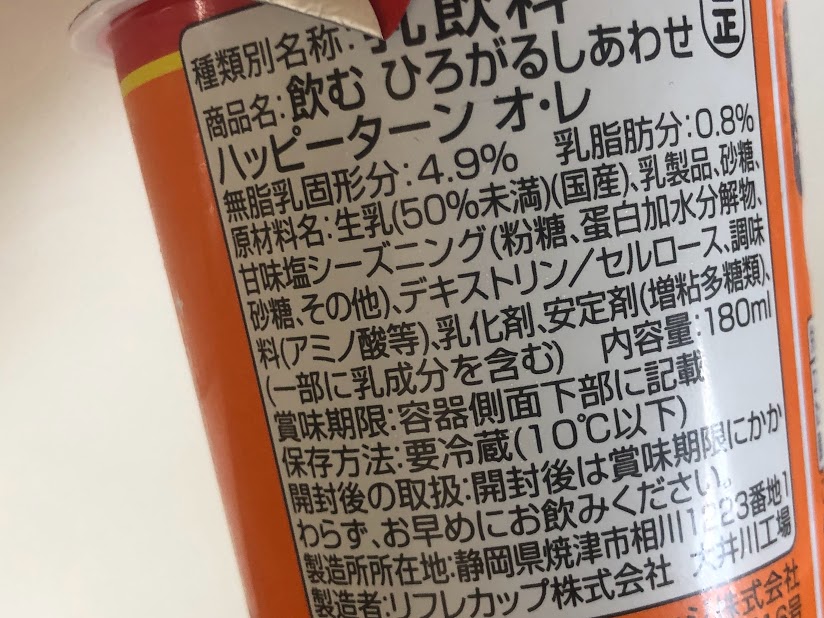 種類別名称:乳飲料
正
商品名:飲む ひろがるしあわせ
ハッピーターン オ・レ
無脂乳固形分:4.9% 乳脂肪分:0.8%
原材料名:生乳(50%未満)(国産)、乳製品、砂糖、
甘味塩シーズニング(粉糖、蛋白加水分解物、
砂糖、その他)、デキストリン/セルロース、調味
料(アミノ酸等)、乳化剤、安定剤(増粘多糖類)、
(一部に乳成分を含む) 内容量:180ml
賞味期限:容器側面下部に記載
保存方法:要冷蔵(10℃以下)
開封後の取扱:開封後は賞味期限にかか
わらず、お早めにお飲みください。
製造所所在地:静岡県焼津市相川1223番地1
製造者:リフレカップ株式会社 大井川工場
株式会社